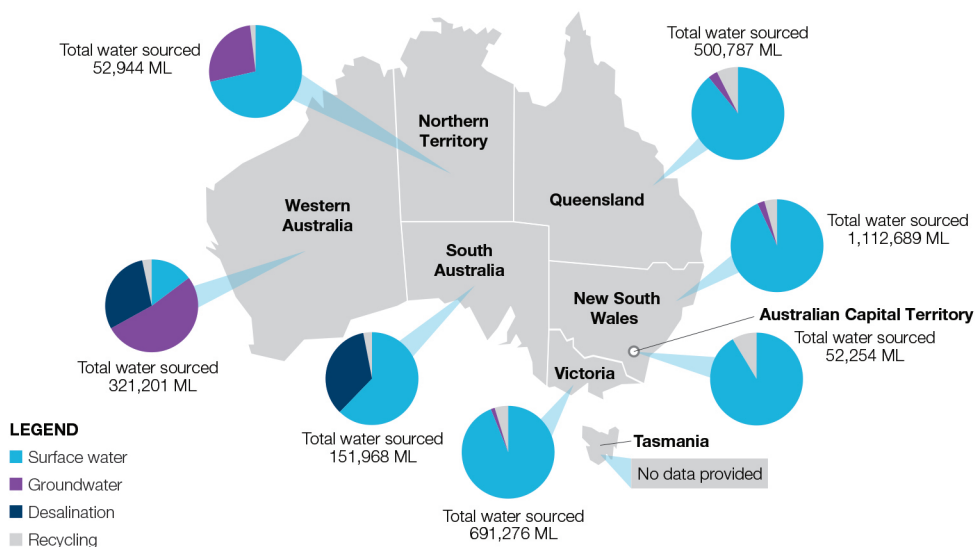 Total water sourced
52,944 ML
Total water sourced
500,787 ML
Northern
Territory
Queensland
Western
Australia
South
Australia
Total water sourced
1,112,689 ML
New South
Wales
Australian Capital Territory
Total water sourced
52,254 ML
Total water sourced
321,201 ML
Victoria
Total water sourced
151,968 ML
Tasmania
No data provided
Total water sourced
691,276 ML
LEGEND
Surface water
Groundwater
Desalination
Recycling